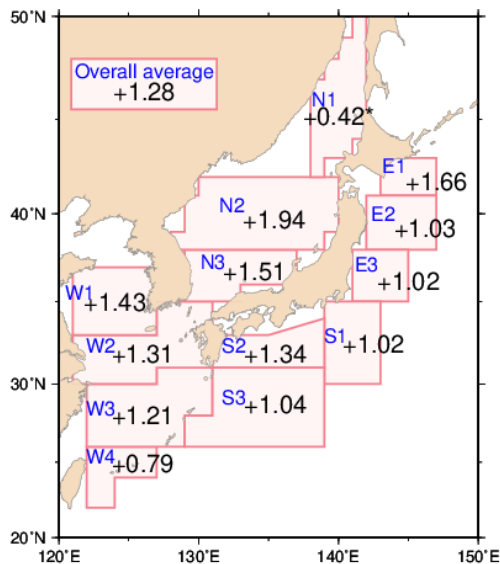 50˚N
Overall average
+1.28
N1
+0.42*
E1
+1.66
40˚N
N2
+1.94
E2
+1.03
N3
+1.51
E3
+1.02
W1
+1.43
W2
+1.31
S2
+1.34
S1
+1.02
30˚N
W3
+1.21
S3
+1.04
W4
+0.79
20˚N
120˚E
130˚E
140˚E
150˚E